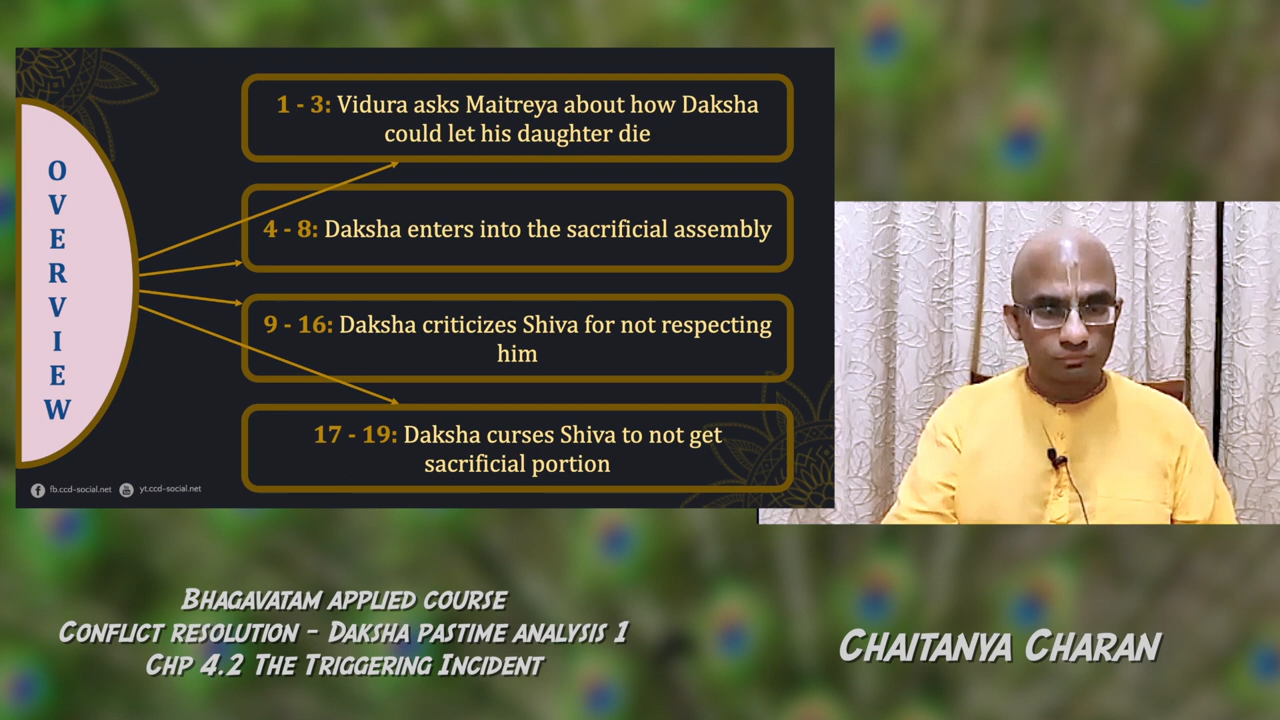 OVERVIEW
1 - 3: Vidura asks Maitreya about how Daksha
could let his daughter die
4 - 8: Daksha enters into the sacrificial assembly
9 - 16: Daksha criticizes Shiva for not respecting
him
17 - 19: Daksha curses Shiva to not get
sacrificial portion
fb.ccd-social.net yt.ccd-social.net
Bhagavatam applied course
Conflict resolution - Daksha pastime analysis 1
Chp 4.2 The Triggering Incident
Chaitanya Charan